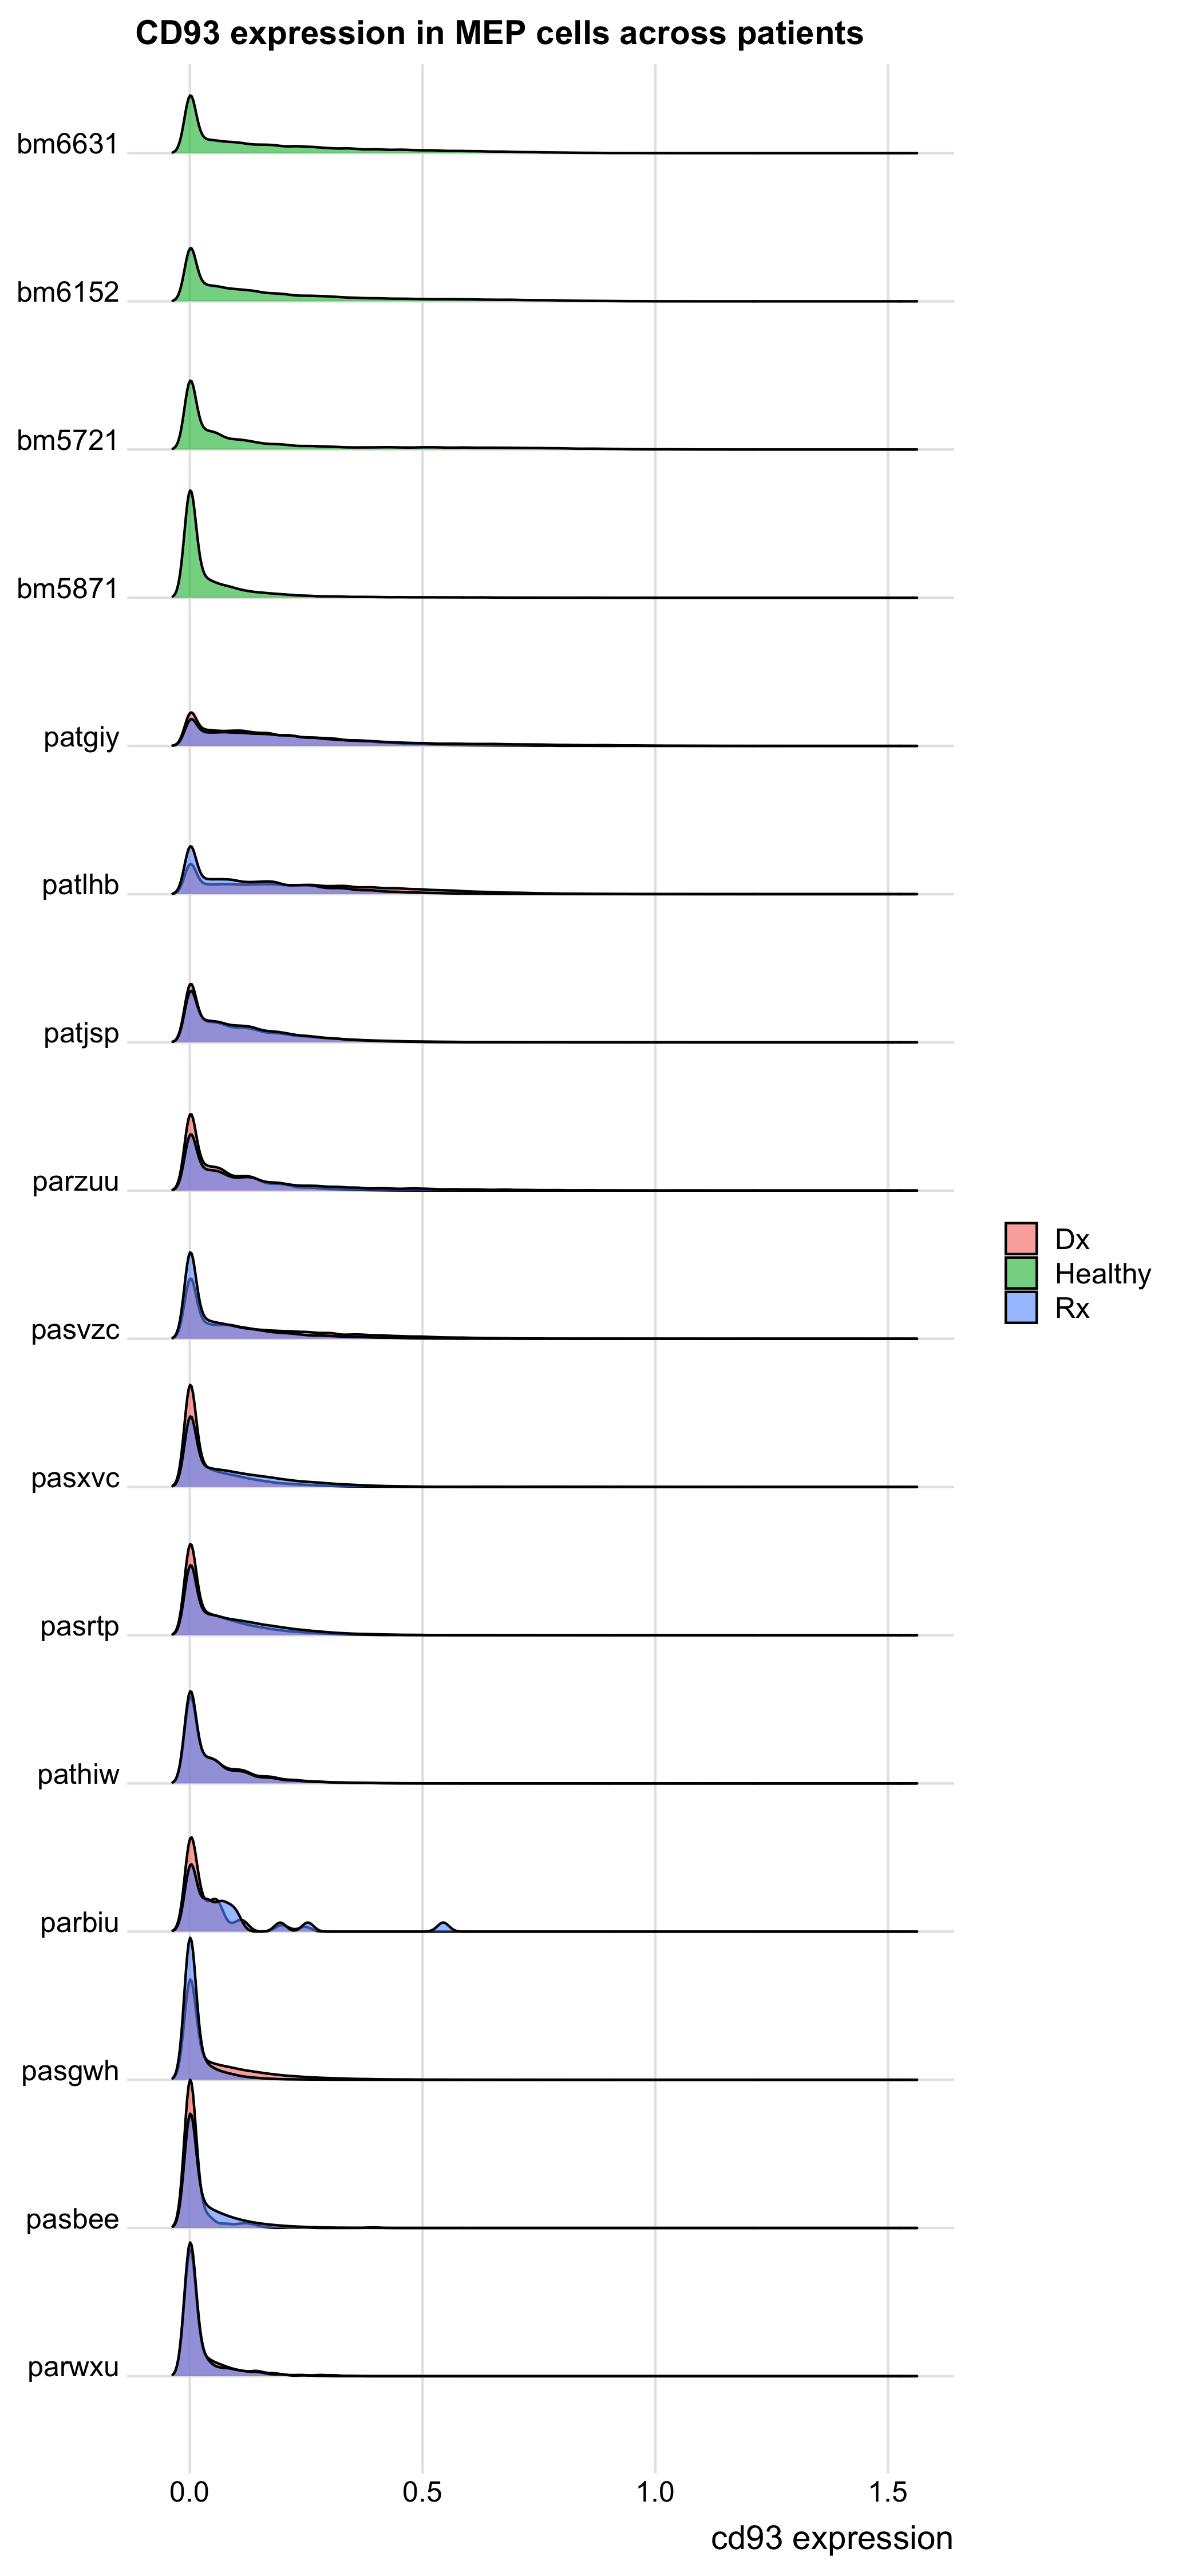 CD93 expression in MEP cells across patients
bm6631
bm6152
bm5721
bm5871
patgiy
patlhb
patjsp
parzuu
pasvzc
pasxvc
pasrtp
pathiw
parbiu
pasgwh
pasbee
parwxu
Dx
Healthy
Rx
0.0 0.5 1.0 1.5
cd93 expression